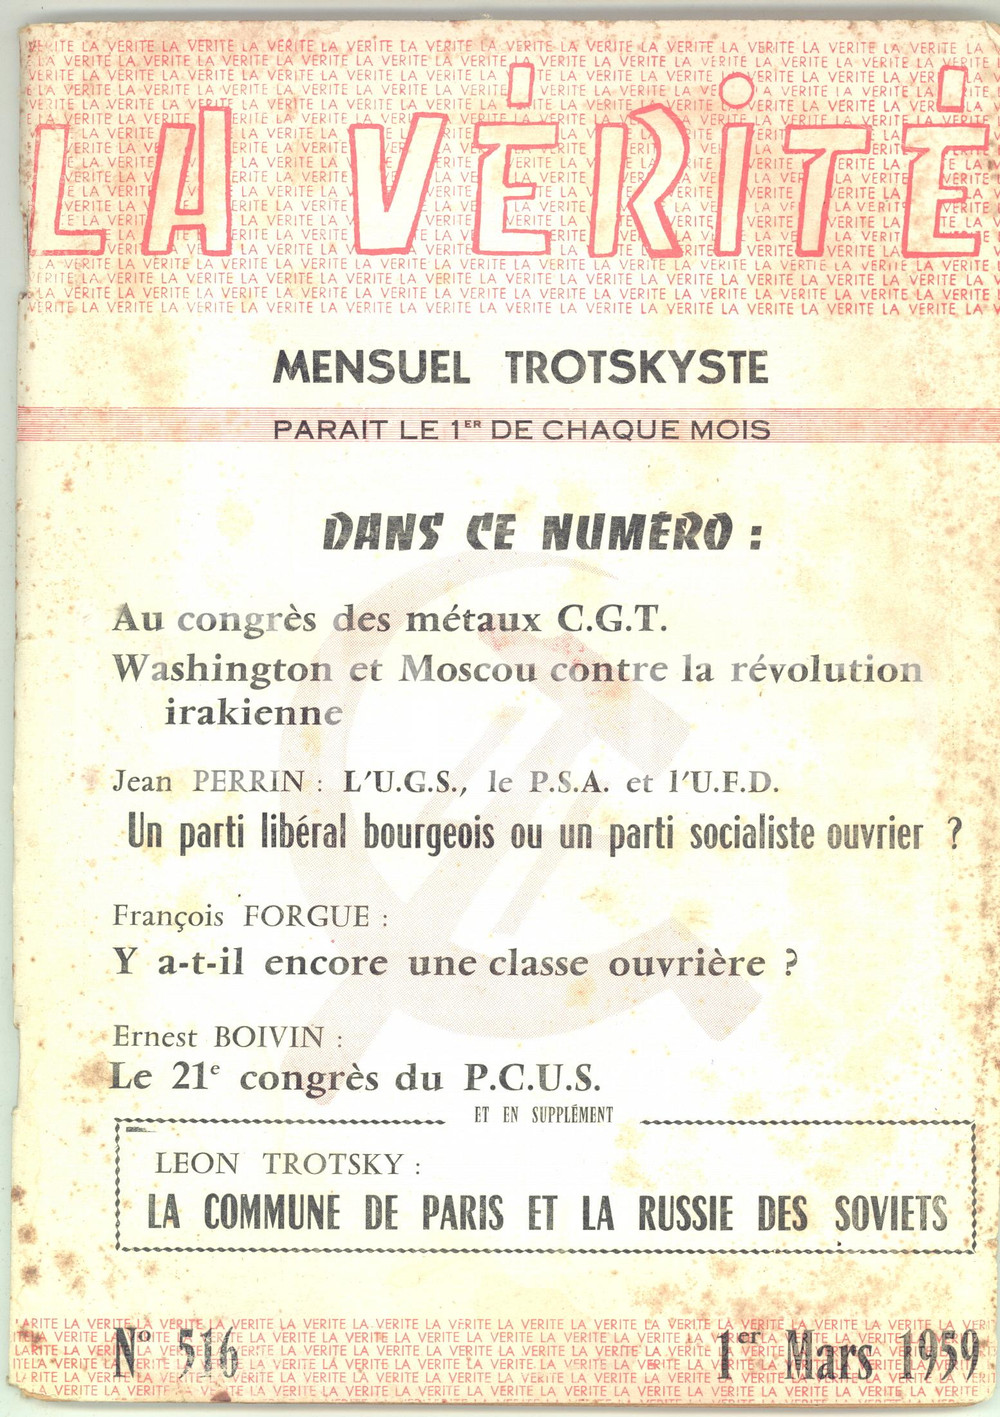 LA VÉRITÉ
MENSUEL TROTSKYSTE
PARAIT LE 1ER DE CHAQUE MOIS
DANS CE NUMÉRO :
Au congrès des métaux C.G.T.
Washington et Moscou contre la révolution
irakienne
Jean PERRIN : L'U.G.S., le P.S.A. et l'U.F.D.
Un parti libéral bourgeois ou un parti socialiste ouvrier ?
François FORGUE :
Y a-t-il encore une classe ouvrière ?
Ernest BOIVIN :
Le 21e congrès du P.C.U.S.
ET EN SUPPLÉMENT
LEON TROTSKY :
LA COMMUNE DE PARIS ET LA RUSSIE DES SOVIETS
N° 516 1er Mars 1959